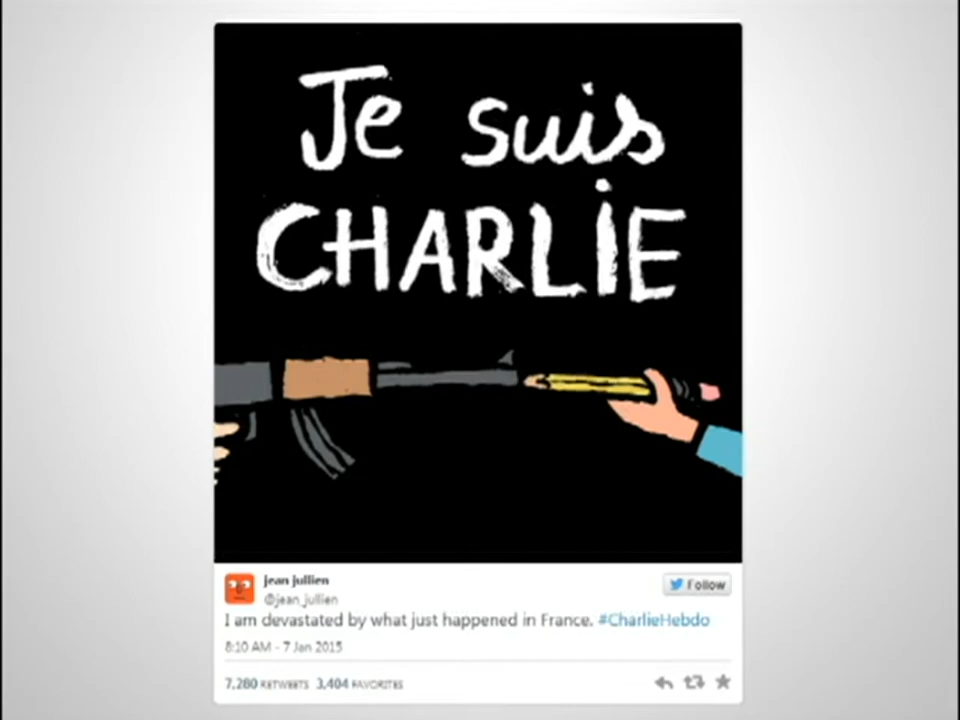 Je suis
CHARLiE
jean jullien
Follow
@jean_jullien
I am devastated by what just happened in France. #CharlieHebdo
8:10 AM - 7 Jan 2015
7,280 RETWEETS 3,404 FAVORITES